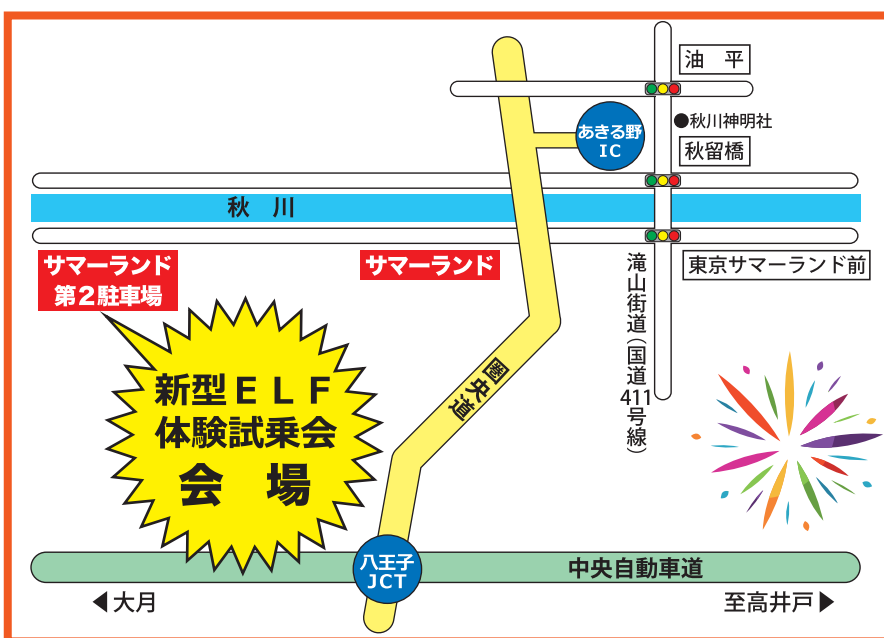 油　平
あきる野
IC
●秋川神明社
秋留橋
秋　川
サマーランド
第２駐車場
サマーランド
東京サマーランド前
滝山街道（国道411号線）
新型ＥＬＦ
体験試乗会
会　場
圏央道
八王子
JCT
中央自動車道
◀大月
至高井戸▶